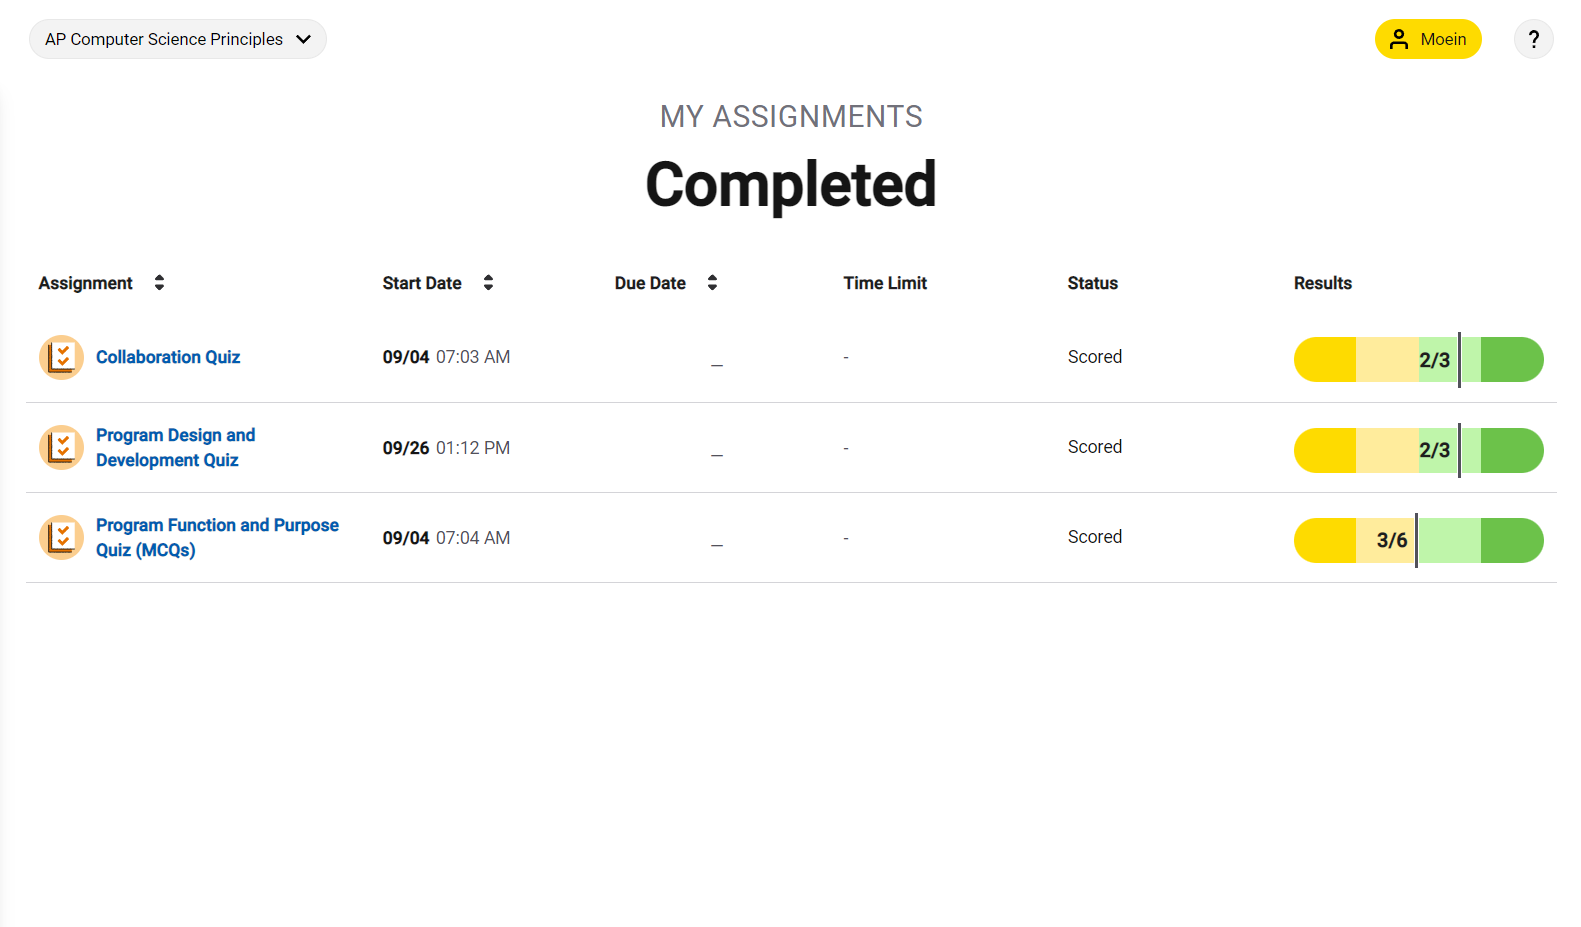 AP Computer Science Principles
Moein
?
MY ASSIGNMENTS
Completed
Assignment Start Date Due Date Time Limit Status Results
Collaboration Quiz 09/04 07:03 AM _ - Scored 2/3
Program Design and
Development Quiz 09/26 01:12 PM _ - Scored 2/3
Program Function and Purpose
Quiz (MCQs) 09/04 07:04 AM _ - Scored 3/6